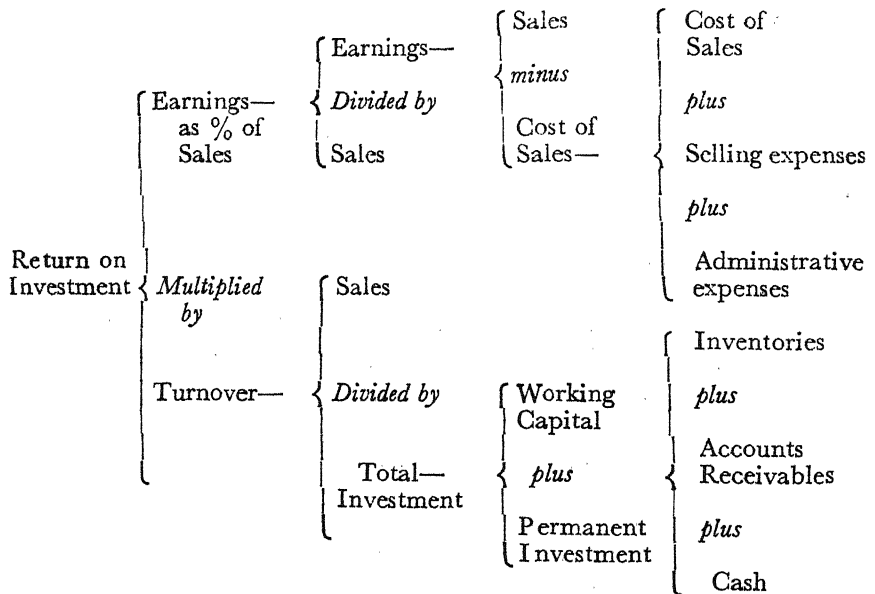 Return on
Investment
Earnings—
as % of
Sales
Multiplied
by
Turnover—
Earnings—
Divided by
Sales
Sales
Divided by
Total—
Investment
Sales
minus
Cost of
Sales—
Working
Capital
plus
Permanent
Investment
Cost of
Sales
plus
Selling expenses
plus
Administrative
expenses
Inventories
plus
Accounts
Receivables
plus
Cash